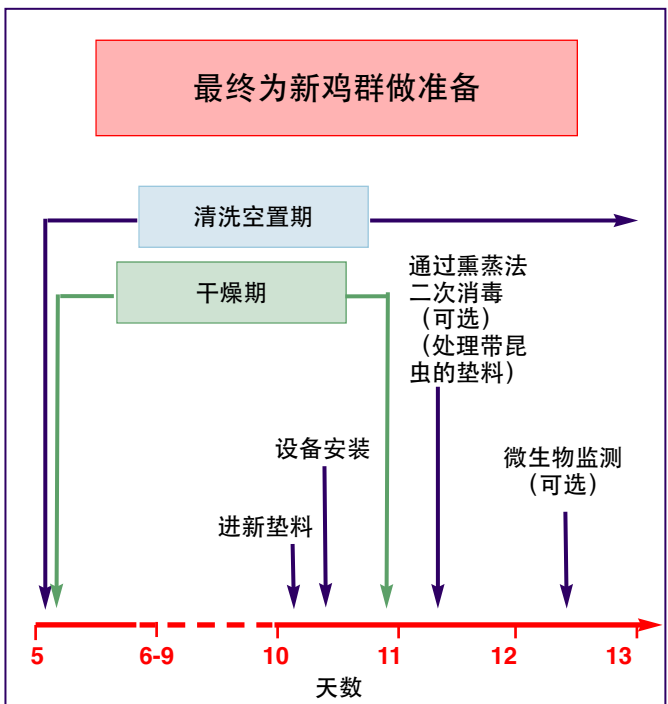 最终为新鸡群做准备
清洗空置期
干燥期
通过熏蒸法
二次消毒
（可选）
（处理带昆
虫的垫料）
设备安装
微生物监测
（可选）
进新垫料
5 6-9 10 11 12 13
天数